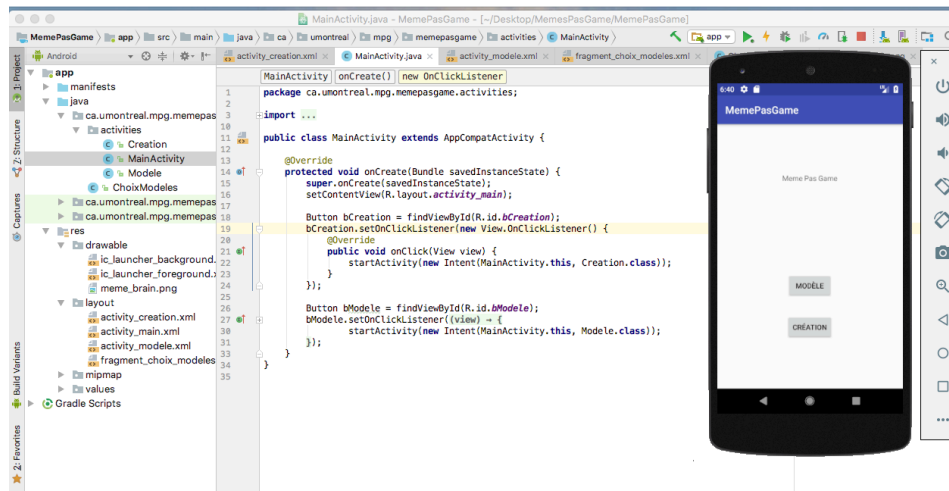 MainActivity.java - MemePasGame - [~/Desktop/MemesPasGame/MemePasGame]
MemePasGame app src main java ca umontreal mpg memepasgame activities MainActivity app
Android
activity_creation.xml × MainActivity.java × activity_modele.xml × fragment_choix_modeles.xml ×
1: Project
Z: Structure
Captures
Build Variants
2: Favorites
app
manifests
java
ca.umontreal.mpg.memepas
activities
Creation
MainActivity
Modele
ChoixModeles
ca.umontreal.mpg.memepas
ca.umontreal.mpg.memepas
res
drawable
ic_launcher_background.
ic_launcher_foreground.
meme_brain.png
layout
activity_creation.xml
activity_main.xml
activity_modele.xml
fragment_choix_modeles
mipmap
values
Gradle Scripts
MainActivity onCreate() new OnClickListener
1 package ca.umontreal.mpg.memepasgame.activities;
2
3 import ...
10
11 public class MainActivity extends AppCompatActivity {
12
13 @Override
14 protected void onCreate(Bundle savedInstanceState) {
15 super.onCreate(savedInstanceState);
16 setContentView(R.layout.activity_main);
17
18 Button bCreation = findViewById(R.id.bCreation);
19 bCreation.setOnClickListener(new View.OnClickListener() {
20 @Override
21 public void onClick(View view) {
22 startActivity(new Intent(MainActivity.this, Creation.class));
23 }
24 });
25
26 Button bModele = findViewById(R.id.bModele);
27 bModele.setOnClickListener((view) → {
30 startActivity(new Intent(MainActivity.this, Modele.class));
31 });
33 }
34 }
35
6:40
MemePasGame
Meme Pas Game
MODÈLE
CRÉATION